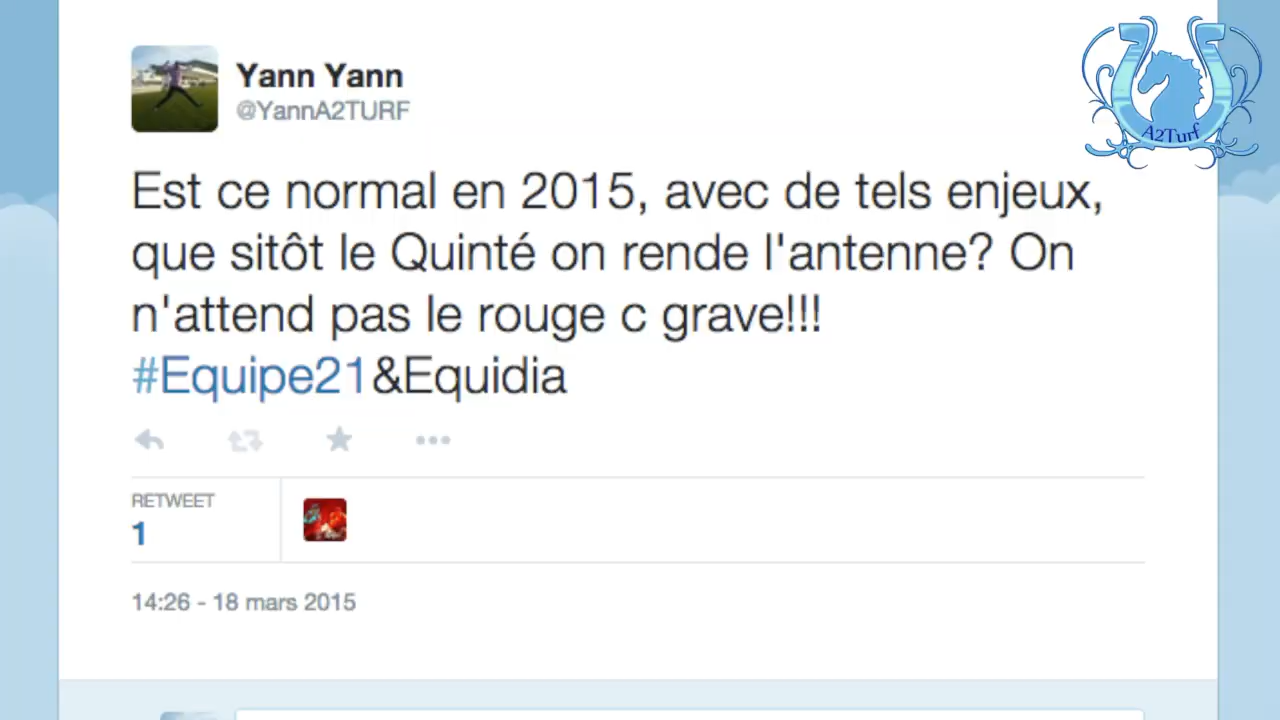 Yann Yann
@YannA2TURF
A2Turf
Est ce normal en 2015, avec de tels enjeux,
que sitôt le Quinté on rende l'antenne? On
n'attend pas le rouge c grave!!!
#Equipe21&Equidia
RETWEET
1
14:26 - 18 mars 2015